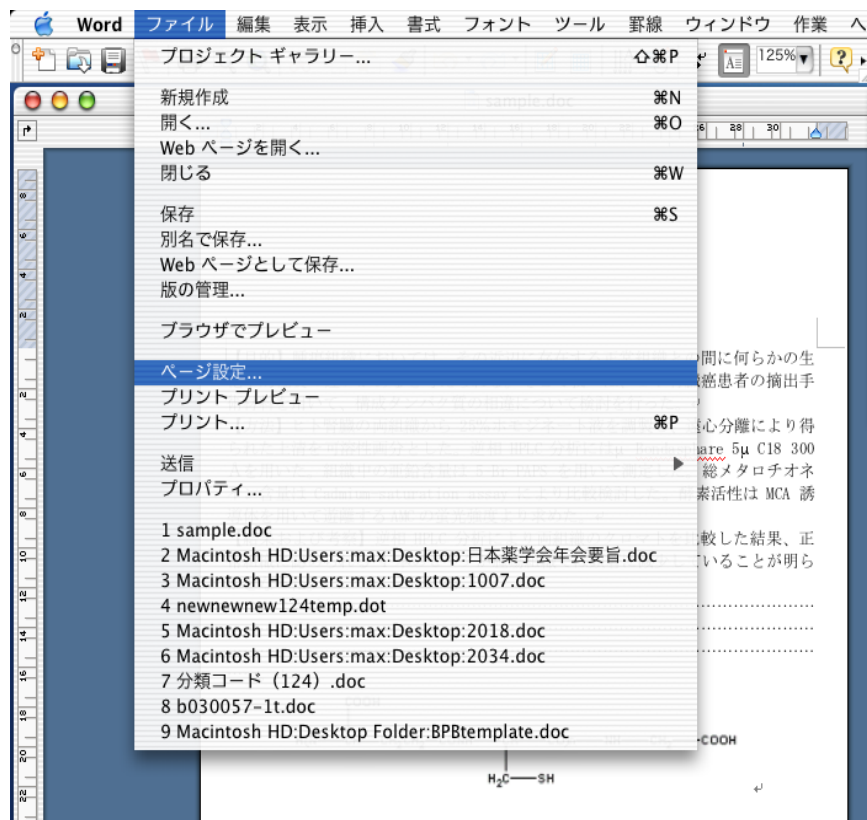 Word ファイル 編集 表示 挿入 書式 フォント ツール 罫線 ウィンドウ 作業 ヘ
125%
sample.doc
プロジェクト ギャラリー... ⇧⌘P
新規作成 ⌘N
開く... ⌘O
Web ページを開く...
閉じる ⌘W
保存 ⌘S
別名で保存...
Web ページとして保存...
版の管理...
ブラウザでプレビュー
ページ設定...
プリント プレビュー
プリント... ⌘P
送信
プロパティ...
1 sample.doc
2 Macintosh HD:Users:max:Desktop:日本薬学会年会要旨.doc
3 Macintosh HD:Users:max:Desktop:1007.doc
4 newnewnew124temp.dot
5 Macintosh HD:Users:max:Desktop:2018.doc
6 Macintosh HD:Users:max:Desktop:2034.doc
7 分類コード（124）.doc
8 b030057-1t.doc
9 Macintosh HD:Desktop Folder:BPBtemplate.doc
28 30
の間に何らかの生
癌患者の摘出手
心分離により得
are 5μ C18 300
総メタロチオネ
素活性は MCA 誘
較した結果、正
いることが明ら
COOH
H₂C SH